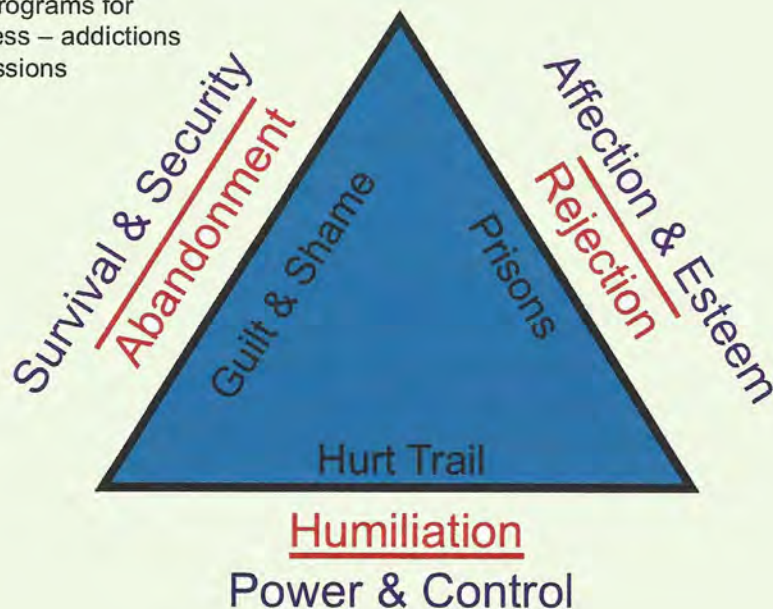 rograms for
ess – addictions
ssions
Survival & Security
Abandonment
Guilt & Shame
Affection & Esteem
Rejection
Prisons
Hurt Trail
Humiliation
Power & Control